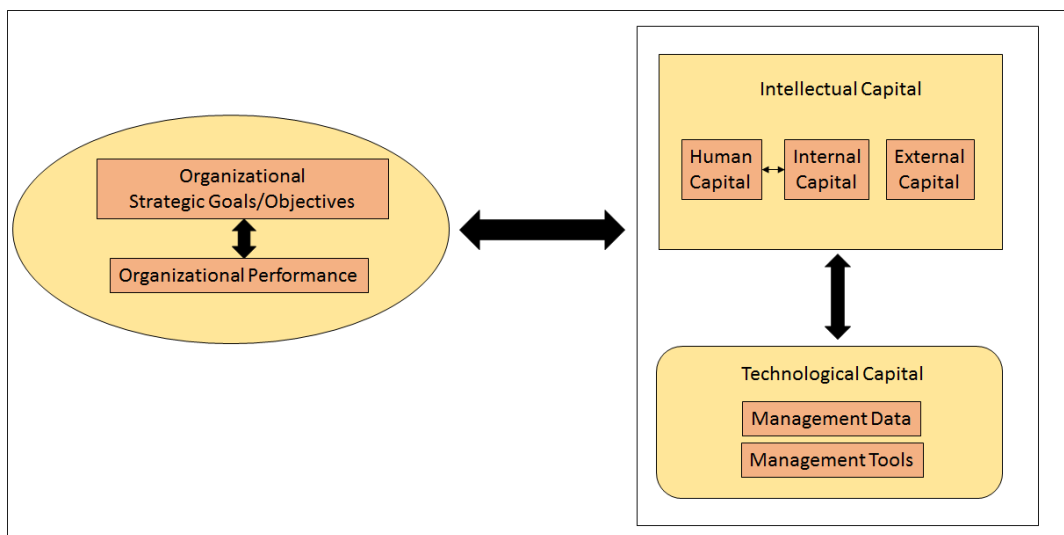 Organizational
Strategic Goals/Objectives
Organizational Performance
Intellectual Capital
Human
Capital
Internal
Capital
External
Capital
Technological Capital
Management Data
Management Tools